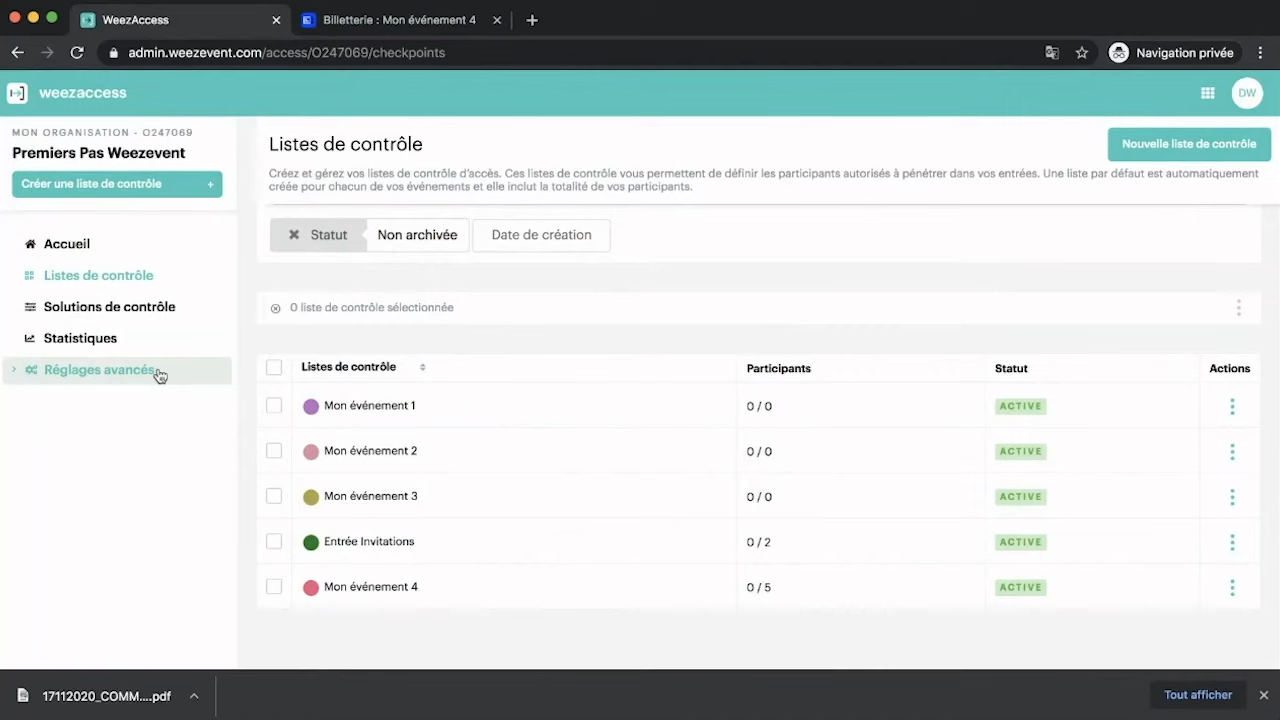 WeezAccess
Billetterie : Mon événement 4
admin.weezevent.com/access/O247069/checkpoints
Navigation privée
weezaccess
DW
MON ORGANISATION - O247069
Premiers Pas Weezevent
Créer une liste de contrôle +
Accueil
Listes de contrôle
Solutions de contrôle
Statistiques
Réglages avancés
Listes de contrôle
Nouvelle liste de contrôle
Créez et gérez vos listes de contrôle d'accès. Ces listes de contrôle vous permettent de définir les participants autorisés à pénétrer dans vos entrées. Une liste par défaut est automatiquement
créée pour chacun de vos événements et elle inclut la totalité de vos participants.
Statut Non archivée Date de création
0 liste de contrôle sélectionnée
Listes de contrôle Participants Statut Actions
Mon événement 1 0 / 0 ACTIVE
Mon événement 2 0 / 0 ACTIVE
Mon événement 3 0 / 0 ACTIVE
Entrée Invitations 0 / 2 ACTIVE
Mon événement 4 0 / 5 ACTIVE
17112020_COMM....pdf
Tout afficher